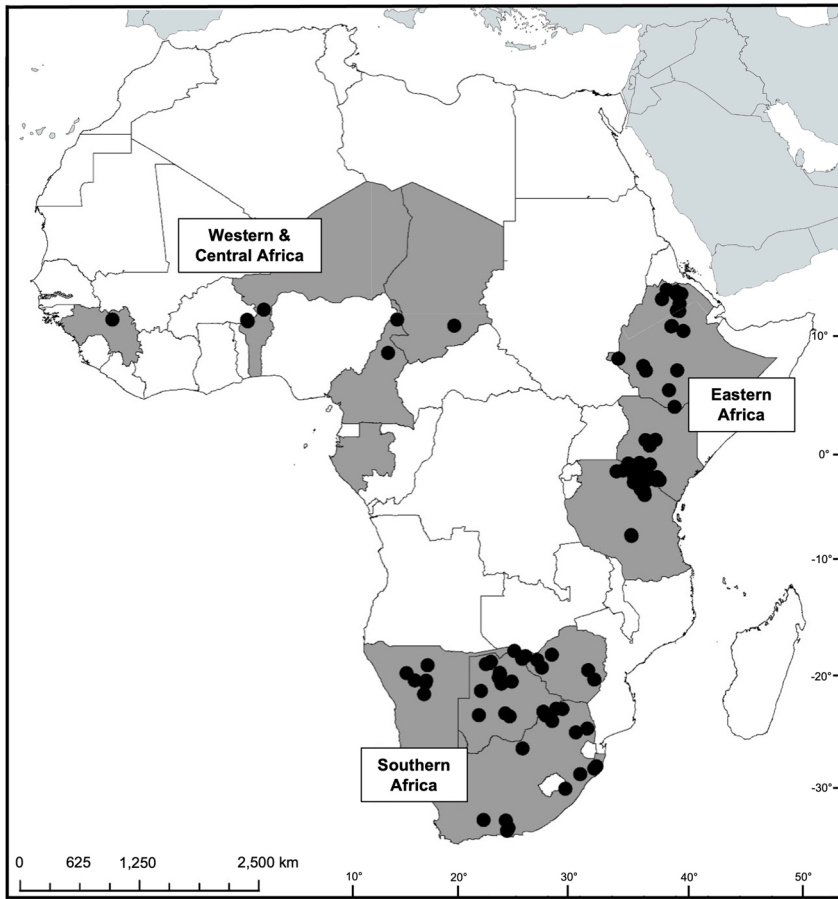 Western &
Central Africa
10°
Eastern
Africa
0°
-10°
-20°
Southern
Africa
-30°
0 625 1,250 2,500 km
10° 20° 30° 40° 50°